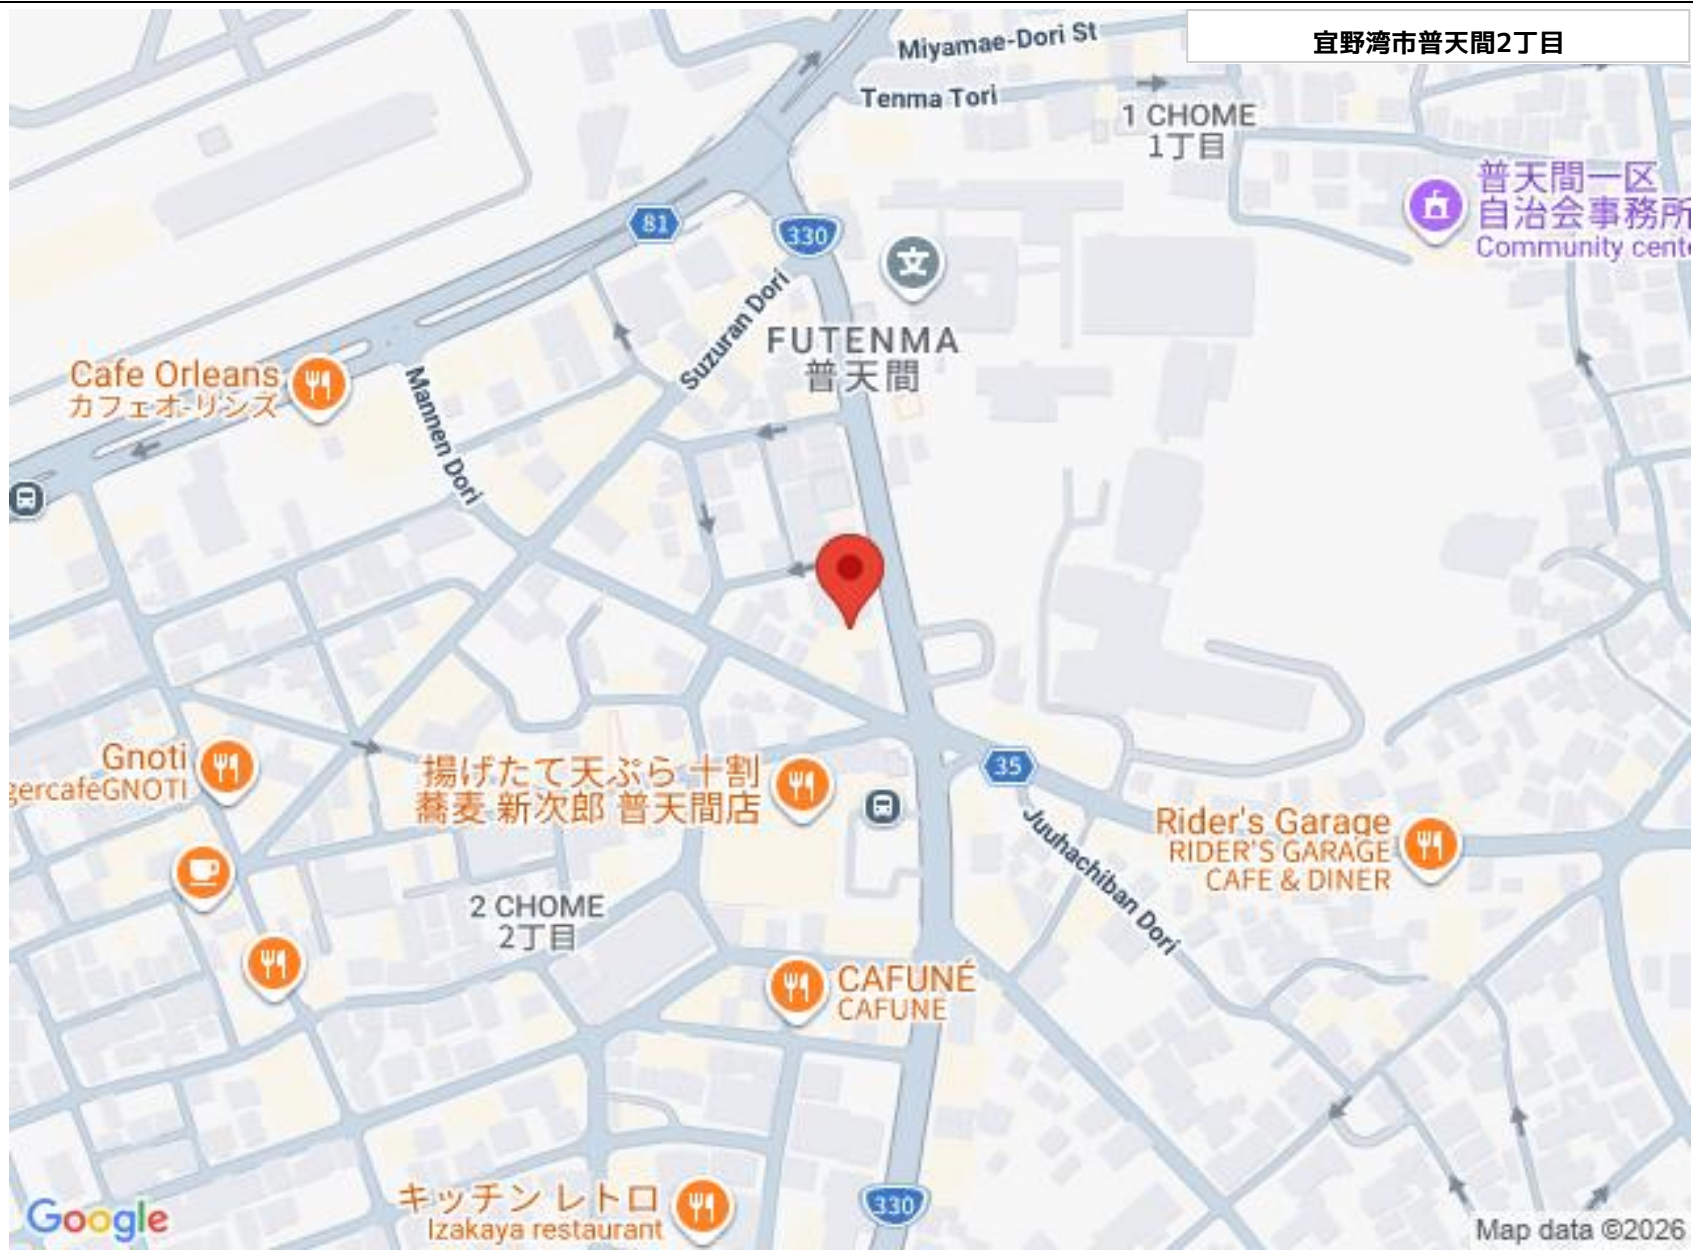 宜野湾市普天間2丁目
Miyamae-Dori St
Tenma Tori
1 CHOME
1丁目
普天間一区
自治会事務所
Community cent
81
330
文
Suzuran Dori
FUTENMA
普天間
Cafe Orleans
カフェオ-リンズ
Mannen Dori
Gnoti
gercafeGNOTI
揚げたて天ぷら 十割
蕎麦 新次郎 普天間店
35
Juuhachiban Dori
Rider's Garage
RIDER'S GARAGE
CAFE & DINER
2 CHOME
2丁目
CAFUNÉ
CAFUNE
キッチン レトロ
Izakaya restaurant
330
Google
Map data ©2026